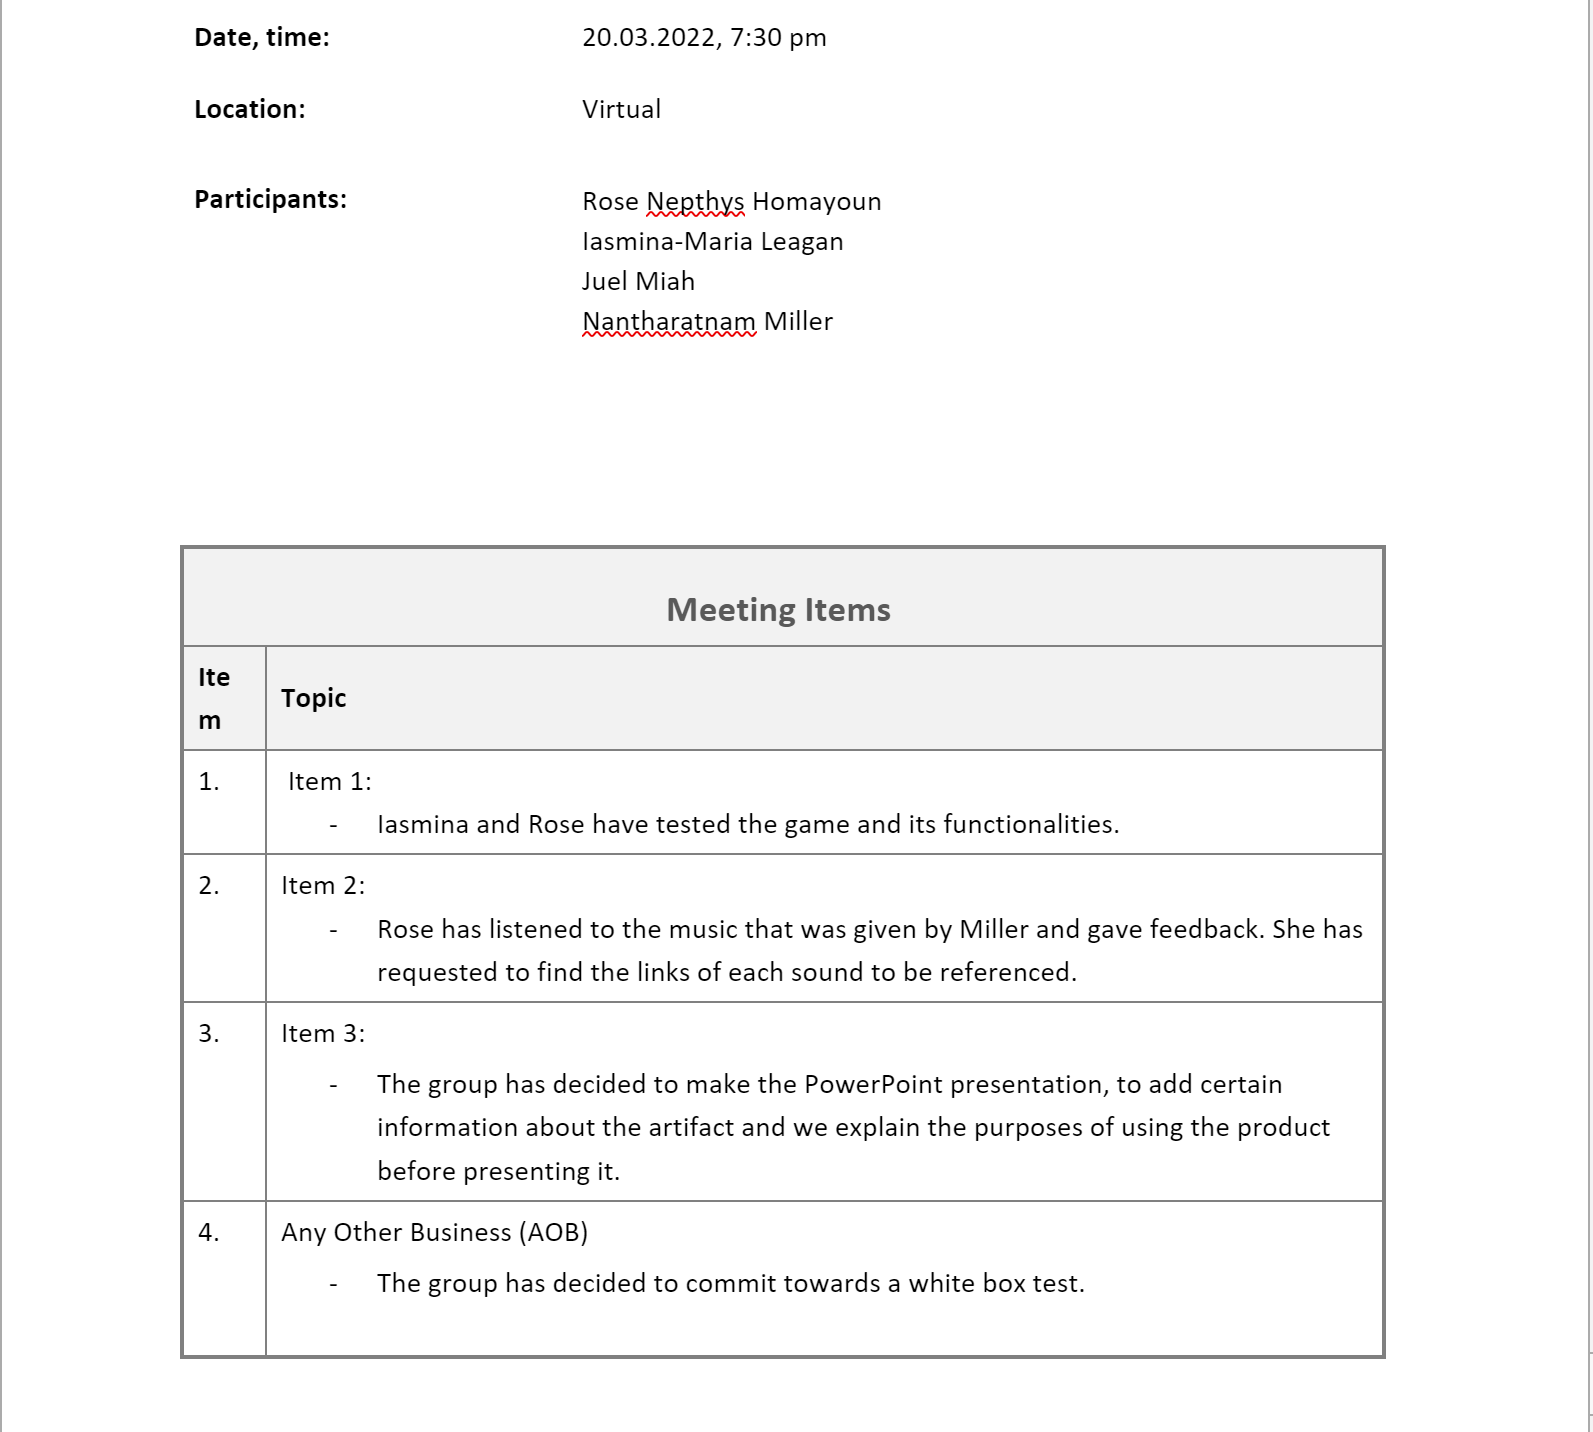 Date, time: 20.03.2022, 7:30 pm
Location: Virtual
Participants: Rose Nepthys Homayoun
Iasmina-Maria Leagan
Juel Miah
Nantharatnam Miller
Meeting Items
Ite
m
Topic
1. Item 1:
- Iasmina and Rose have tested the game and its functionalities.
2. Item 2:
- Rose has listened to the music that was given by Miller and gave feedback. She has
requested to find the links of each sound to be referenced.
3. Item 3:
- The group has decided to make the PowerPoint presentation, to add certain
information about the artifact and we explain the purposes of using the product
before presenting it.
4. Any Other Business (AOB)
- The group has decided to commit towards a white box test.